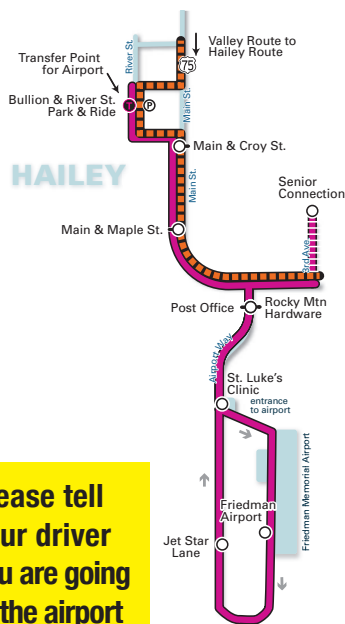 River St.
Valley Route to
Hailey Route
75
Transfer Point
for Airport
Main St.
Bullion & River St.
Park & Ride
T
P
Main & Croy St.
HAILEY
Main St.
Senior
Connection
Main & Maple St.
3rd Ave.
Post Office
Rocky Mtn
Hardware
Airport Way
St. Luke's
Clinic
entrance
to airport
Friedman Memorial Airport
Friedman
Airport
Jet Star
Lane
ease tell
ur driver
u are going
the airport